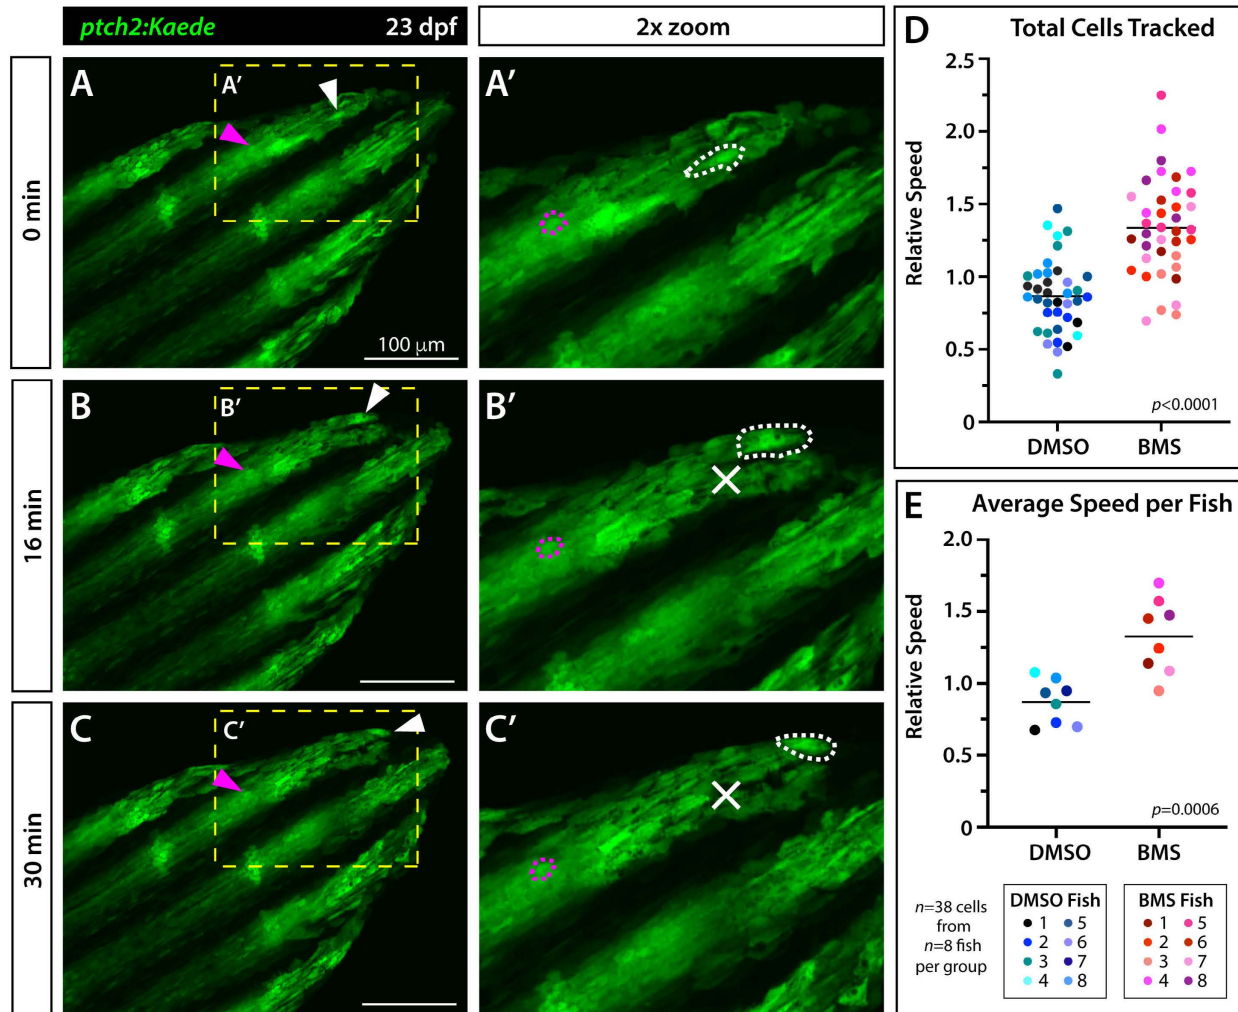 ptch2:Kaede 23 dpf
2x zoom
0 min
A
A′
100 μm
A′
16 min
B
B′
B′
30 min
C
C′
C′
D Total Cells Tracked
Relative Speed
2.5
2.0
1.5
1.0
0.5
0
p<0.0001
DMSO BMS
E Average Speed per Fish
Relative Speed
2.0
1.5
1.0
0.5
0
p=0.0006
DMSO BMS
n=38 cells
from
n=8 fish
per group
DMSO Fish
1 5
2 6
3 7
4 8
BMS Fish
1 5
2 6
3 7
4 8